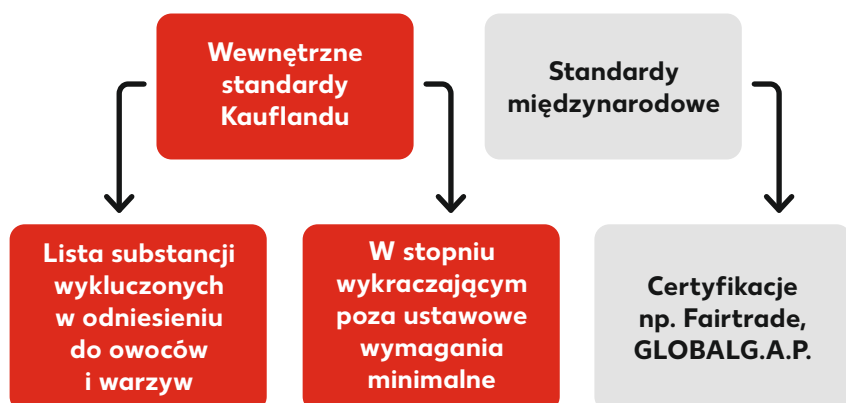 Wewnętrzne
standardy
Kauflandu
Standardy
międzynarodowe
Lista substancji
wykluczonych
w odniesieniu
do owoców
i warzyw
W stopniu
wykraczającym
poza ustawowe
wymagania
minimalne
Certyfikacje
np. Fairtrade,
GLOBALG.A.P.